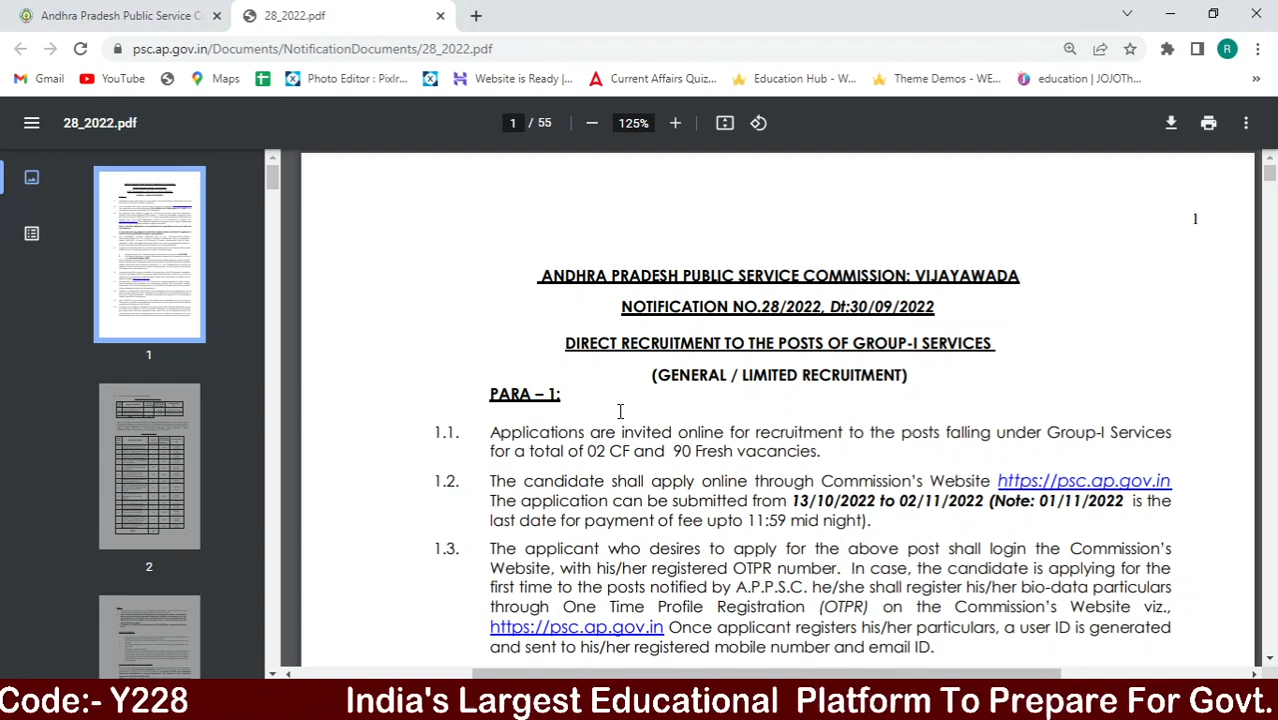 Andhra Pradesh Public Service Co
28_2022.pdf
psc.ap.gov.in/Documents/NotificationDocuments/28_2022.pdf
R
Gmail
YouTube
Maps
Photo Editor : Pixlr...
Website is Ready |...
Current Affairs Quiz...
Education Hub - W...
Theme Demos - WE...
education | JOJOTh...
»
28_2022.pdf
1 / 55
125%
1
ANDHRA PRADESH PUBLIC SERVICE COMMISSION: VIJAYAWADA
NOTIFICATION NO.28/2022, Dt:30/09/2022
DIRECT RECRUITMENT TO THE POSTS OF GROUP-I SERVICES
(GENERAL / LIMITED RECRUITMENT)
PARA – 1:
1.1. Applications are invited online for recruitment to the posts falling under Group-I Services
for a total of 02 CF and 90 Fresh vacancies.
1.2. The candidate shall apply online through Commission's Website https://psc.ap.gov.in
The application can be submitted from 13/10/2022 to 02/11/2022 (Note: 01/11/2022 is the
last date for payment of fee upto 11:59 mid night).
1.3. The applicant who desires to apply for the above post shall login the Commission's
Website, with his/her registered OTPR number. In case, the candidate is applying for the
first time to the posts notified by A.P.P.S.C. he/she shall register his/her bio-data particulars
through One Time Profile Registration (OTPR) on the Commission's Website viz.,
https://psc.ap.gov.in Once applicant registers his/her particulars, a user ID is generated
and sent to his/her registered mobile number and email ID.
1
2
Code:- Y228 India's Largest Educational Platform To Prepare For Govt.